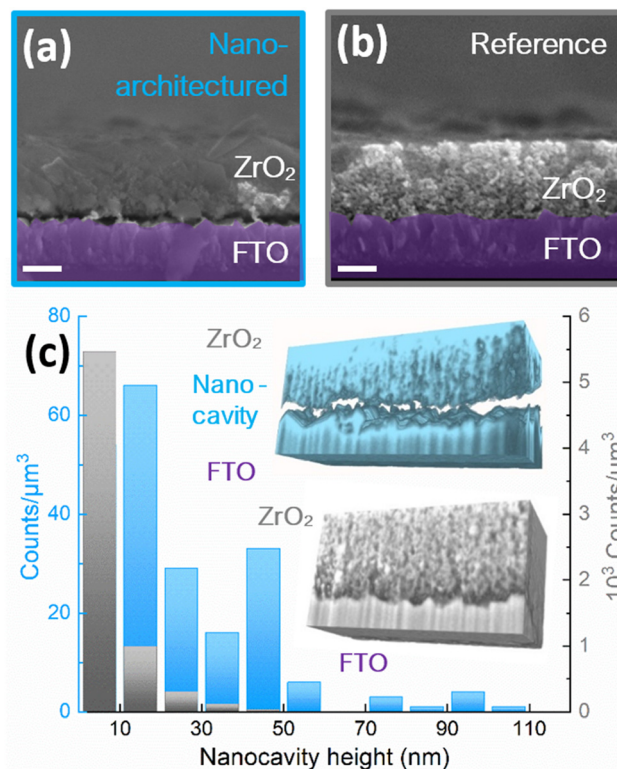 (a)
Nano-
architectured
ZrO₂
FTO
(b)
Reference
ZrO₂
FTO
(c)
80
60
40
20
0
Counts/µm³
6
5
4
3
2
1
0
10³ Counts/µm³
ZrO₂
Nano-
cavity
FTO
ZrO₂
FTO
10 30 50 70 90 110
Nanocavity height (nm)